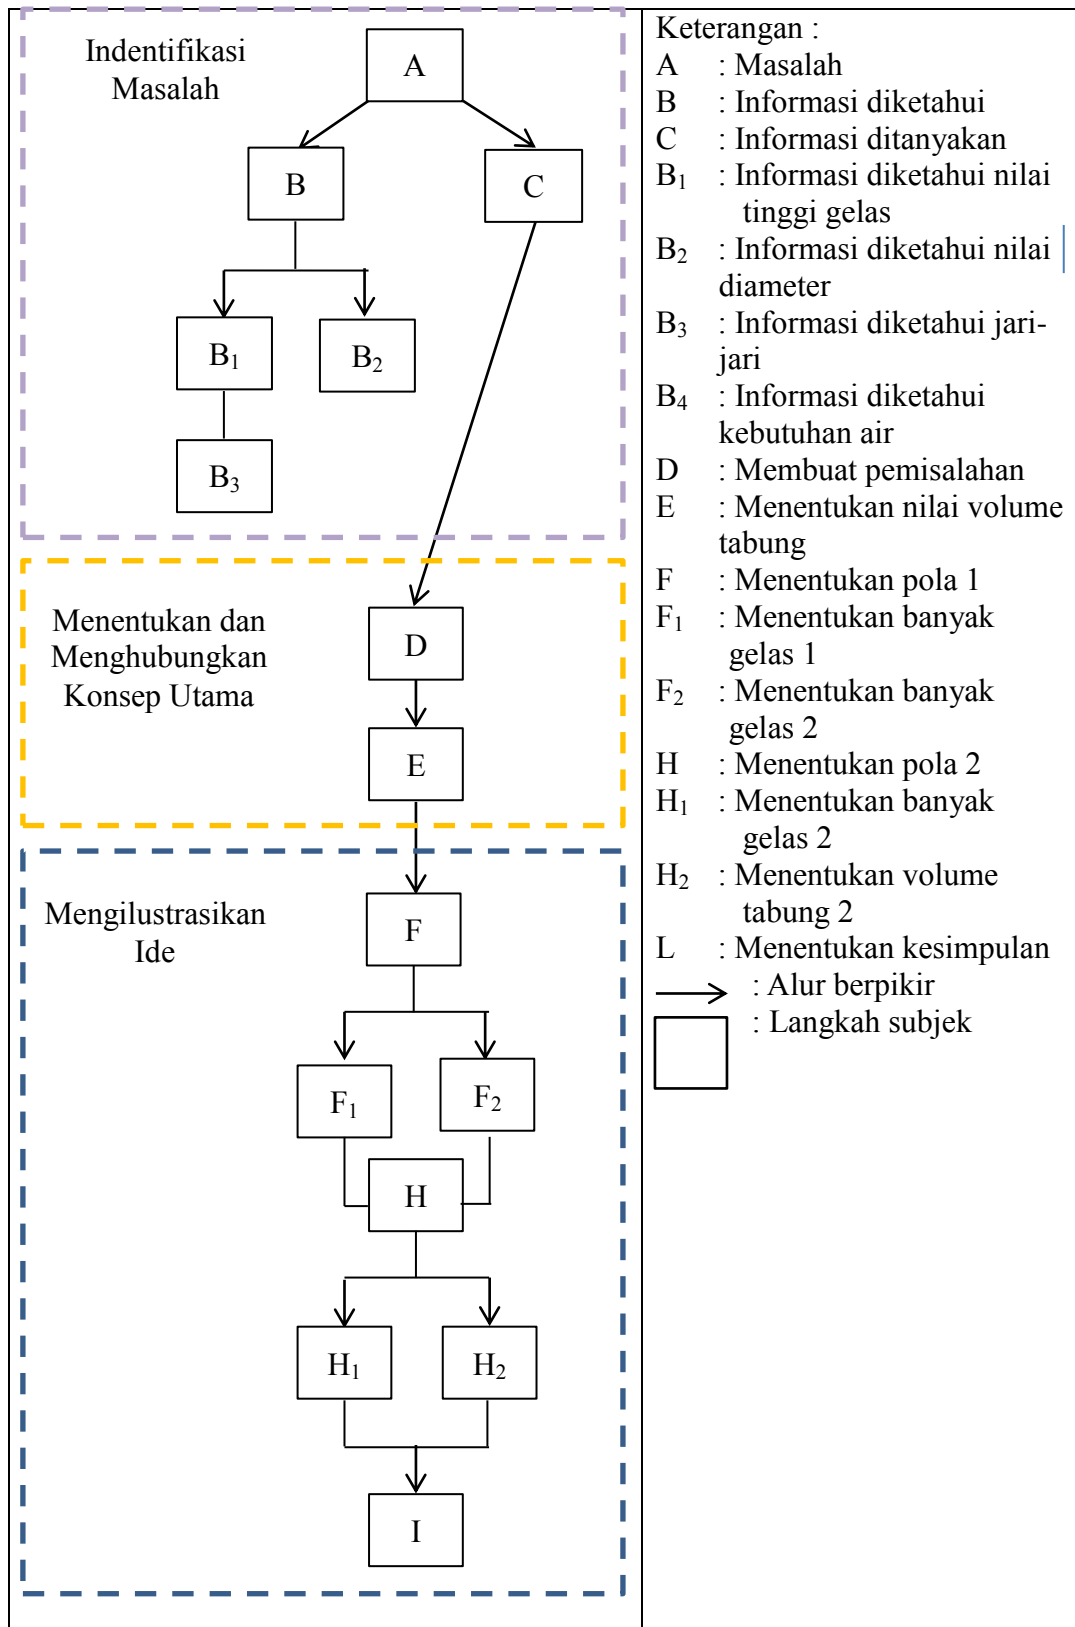 Indentifikasi
Masalah
A
B
C
B₁
B₂
B₃
Menentukan dan
Menghubungkan
Konsep Utama
D
E
Mengilustrasikan
Ide
F
F₁
F₂
H
H₁
H₂
I
Keterangan :
A : Masalah
B : Informasi diketahui
C : Informasi ditanyakan
B₁ : Informasi diketahui nilai
tinggi gelas
B₂ : Informasi diketahui nilai
diameter
B₃ : Informasi diketahui jari-
jari
B₄ : Informasi diketahui
kebutuhan air
D : Membuat pemisalahan
E : Menentukan nilai volume
tabung
F : Menentukan pola 1
F₁ : Menentukan banyak
gelas 1
F₂ : Menentukan banyak
gelas 2
H : Menentukan pola 2
H₁ : Menentukan banyak
gelas 2
H₂ : Menentukan volume
tabung 2
L : Menentukan kesimpulan
: Alur berpikir
: Langkah subjek